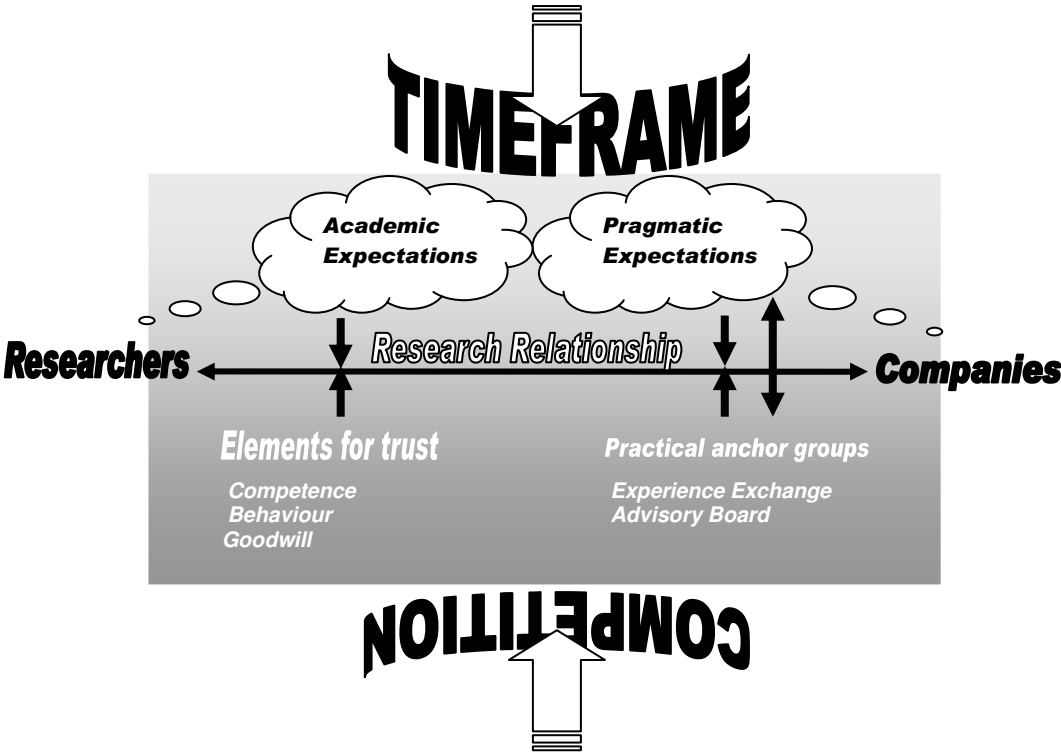 TIMEFRAME
Academic
Expectations
Pragmatic
Expectations
Research Relationship
Researchers
Companies
Elements for trust
Competence
Behaviour
Goodwill
Practical anchor groups
Experience Exchange
Advisory Board
COMPETITION